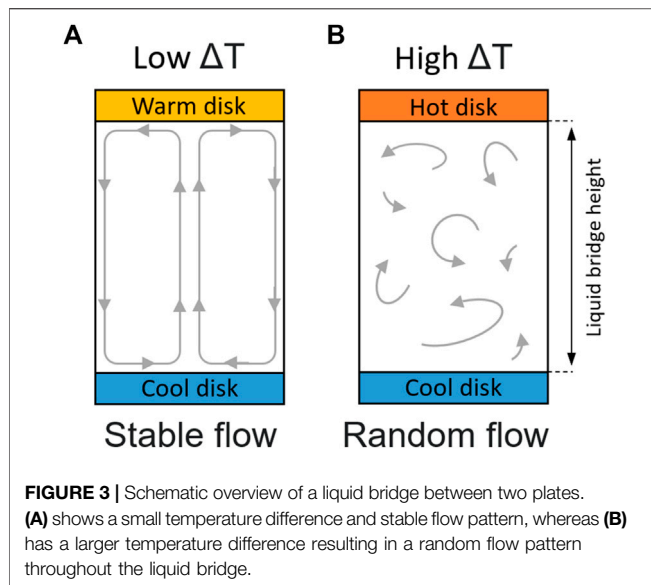 A
B
Low ΔT
High ΔT
Warm disk
Hot disk
Liquid bridge height
Cool disk
Cool disk
Stable flow
Random flow
FIGURE 3 | Schematic overview of a liquid bridge between two plates.
(A) shows a small temperature difference and stable flow pattern, whereas (B)
has a larger temperature difference resulting in a random flow pattern
throughout the liquid bridge.